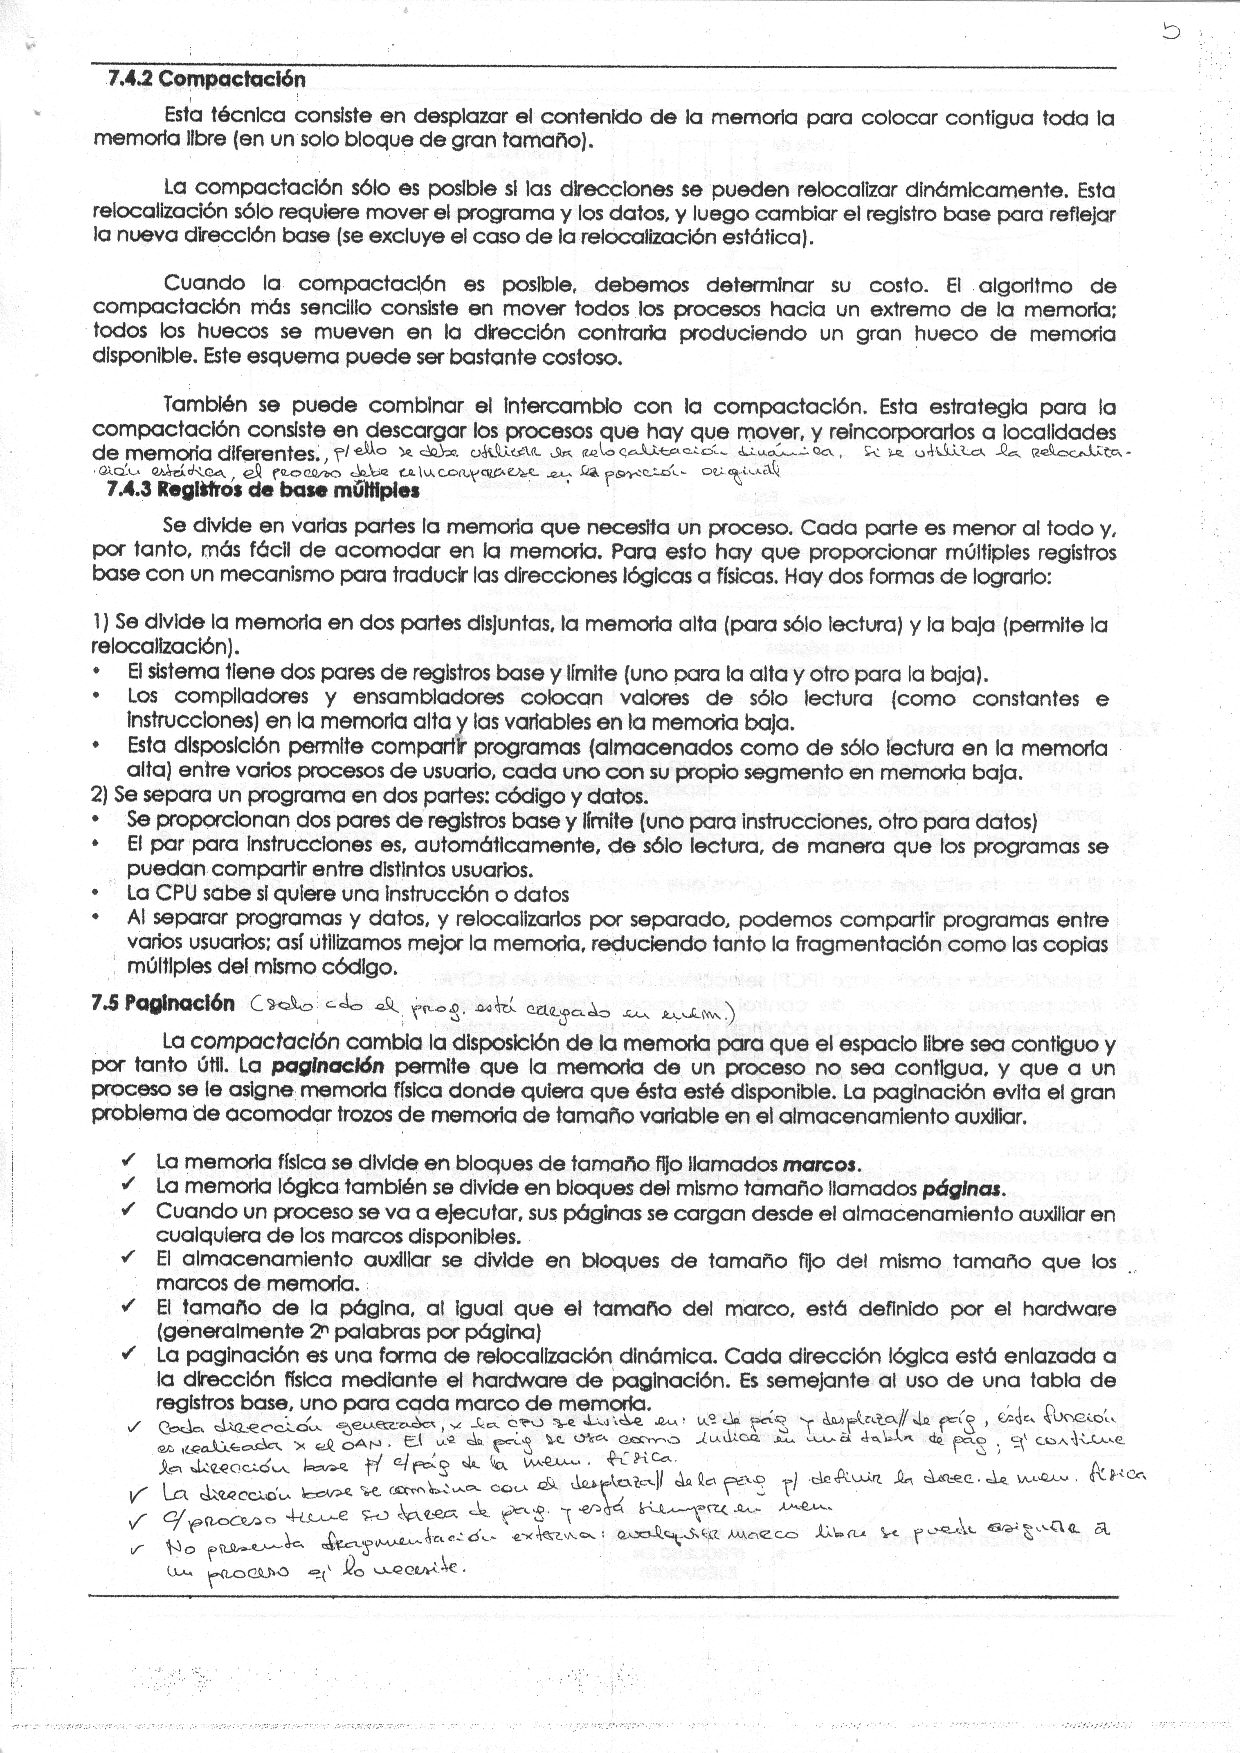 5
7.4.2 Compactación
Esta técnica consiste en desplazar el contenido de la memoria para colocar contigua toda la
memoria libre (en un solo bloque de gran tamaño).
La compactación sólo es posible si las direcciones se pueden relocalizar dinámicamente. Esta
relocalización sólo requiere mover el programa y los datos, y luego cambiar el registro base para reflejar
la nueva dirección base (se excluye el caso de la relocalización estática).
Cuando la compactación es posible, debemos determinar su costo. El algoritmo de
compactación más sencillo consiste en mover todos los procesos hacia un extremo de la memoria;
todos los huecos se mueven en la dirección contraria produciendo un gran hueco de memoria
disponible. Este esquema puede ser bastante costoso.
También se puede combinar el intercambio con la compactación. Esta estrategia para la
compactación consiste en descargar los procesos que hay que mover, y reincorporarlos a localidades
de memoria diferentes., p/ ello se debe utilizar la relocalitación dinámica, si se utiliza la relocalita-
ción estática, el proceso debe reincorporarse en la posición original
7.4.3 Registros de base múltiples
Se divide en varias partes la memoria que necesita un proceso. Cada parte es menor al todo y,
por tanto, más fácil de acomodar en la memoria. Para esto hay que proporcionar múltiples registros
base con un mecanismo para traducir las direcciones lógicas a físicas. Hay dos formas de lograrlo:
1) Se divide la memoria en dos partes disjuntas, la memoria alta (para sólo lectura) y la baja (permite la
relocalización).
• El sistema tiene dos pares de registros base y límite (uno para la alta y otro para la baja).
• Los compiladores y ensambladores colocan valores de sólo lectura (como constantes e
instrucciones) en la memoria alta y las variables en la memoria baja.
• Esta disposición permite compartir programas (almacenados como de sólo lectura en la memoria
alta) entre varios procesos de usuario, cada uno con su propio segmento en memoria baja.
2) Se separa un programa en dos partes: código y datos.
• Se proporcionan dos pares de registros base y límite (uno para instrucciones, otro para datos)
• El par para instrucciones es, automáticamente, de sólo lectura, de manera que los programas se
puedan compartir entre distintos usuarios.
• La CPU sabe si quiere una instrucción o datos
• Al separar programas y datos, y relocalizarlos por separado, podemos compartir programas entre
varios usuarios; así utilizamos mejor la memoria, reduciendo tanto la fragmentación como las copias
múltiples del mismo código.
7.5 Paginación (solo cdo el prog. está cargado en mem.)
La compactación cambia la disposición de la memoria para que el espacio libre sea contiguo y
por tanto útil. La paginación permite que la memoria de un proceso no sea contigua, y que a un
proceso se le asigne memoria física donde quiera que ésta esté disponible. La paginación evita el gran
problema de acomodar trozos de memoria de tamaño variable en el almacenamiento auxiliar.
✓ La memoria física se divide en bloques de tamaño fijo llamados marcos.
✓ La memoria lógica también se divide en bloques del mismo tamaño llamados páginas.
✓ Cuando un proceso se va a ejecutar, sus páginas se cargan desde el almacenamiento auxiliar en
cualquiera de los marcos disponibles.
✓ El almacenamiento auxiliar se divide en bloques de tamaño fijo del mismo tamaño que los
marcos de memoria.
✓ El tamaño de la página, al igual que el tamaño del marco, está definido por el hardware
(generalmente 2ⁿ palabras por página)
✓ La paginación es una forma de relocalización dinámica. Cada dirección lógica está enlazada a
la dirección física mediante el hardware de paginación. Es semejante al uso de una tabla de
registros base, uno para cada marco de memoria.
✓ Cada dirección generada x la CPU se divide en: nº de pág y desplaza// de pág, esta función
es realizada x el DAN. El nº de pág se usa como índice en una tabla de pág, q' contiene
la dirección base p/ c/pág de la mem. física.
✓ La dirección base se combina con el desplaza// de la pág p/ definir la direc. de mem. física
✓ c/proceso tiene su tarea de pág. y está siempre en mem.
✓ No presenta fragmentación externa: cualquier marco libre se puede asignar a
un proceso q' lo necesite.